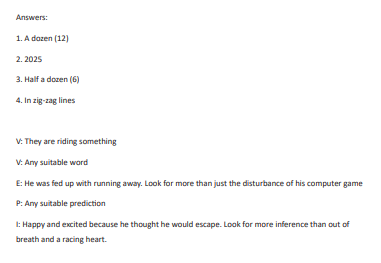 Answers:
1. A dozen (12)
2. 2025
3. Half a dozen (6)
4. In zig-zag lines
V: They are riding something
V: Any suitable word
E: He was fed up with running away. Look for more than just the disturbance of his computer game
P: Any suitable prediction
I: Happy and excited because he thought he would escape. Look for more inference than out of
breath and a racing heart.